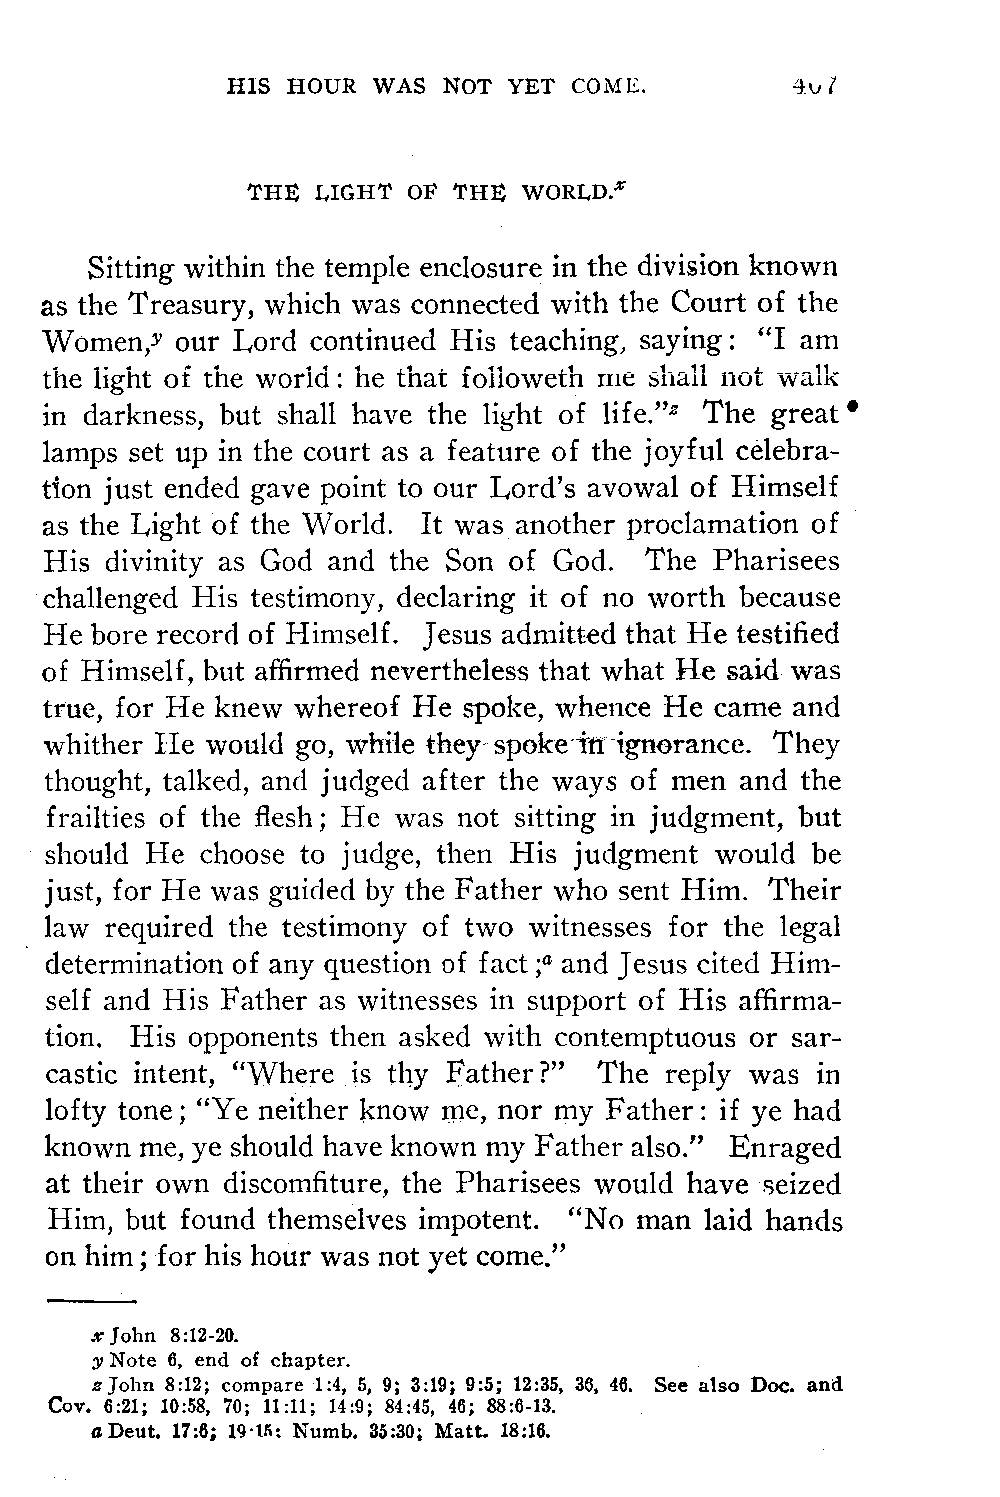 HIS HOUR WAS NOT YET COME. 407
THE LIGHT OF THE WORLD.x
Sitting within the temple enclosure in the division known
as the Treasury, which was connected with the Court of the
Women,y our Lord continued His teaching, saying: “I am
the light of the world: he that followeth me shall not walk
in darkness, but shall have the light of life.”z The great
lamps set up in the court as a feature of the joyful celebra-
tion just ended gave point to our Lord's avowal of Himself
as the Light of the World. It was another proclamation of
His divinity as God and the Son of God. The Pharisees
challenged His testimony, declaring it of no worth because
He bore record of Himself. Jesus admitted that He testified
of Himself, but affirmed nevertheless that what He said was
true, for He knew whereof He spoke, whence He came and
whither He would go, while they spoke in ignorance. They
thought, talked, and judged after the ways of men and the
frailties of the flesh; He was not sitting in judgment, but
should He choose to judge, then His judgment would be
just, for He was guided by the Father who sent Him. Their
law required the testimony of two witnesses for the legal
determination of any question of fact;a and Jesus cited Him-
self and His Father as witnesses in support of His affirma-
tion. His opponents then asked with contemptuous or sar-
castic intent, “Where is thy Father?” The reply was in
lofty tone; “Ye neither know me, nor my Father: if ye had
known me, ye should have known my Father also.” Enraged
at their own discomfiture, the Pharisees would have seized
Him, but found themselves impotent. “No man laid hands
on him; for his hour was not yet come.”
x John 8:12-20.
y Note 6, end of chapter.
z John 8:12; compare 1:4, 5, 9; 3:19; 9:5; 12:35, 36, 46. See also Doc. and
Cov. 6:21; 10:58, 70; 11:11; 14:9; 84:45, 46; 88:6-13.
a Deut. 17:6; 19:15; Numb. 35:30; Matt. 18:16.